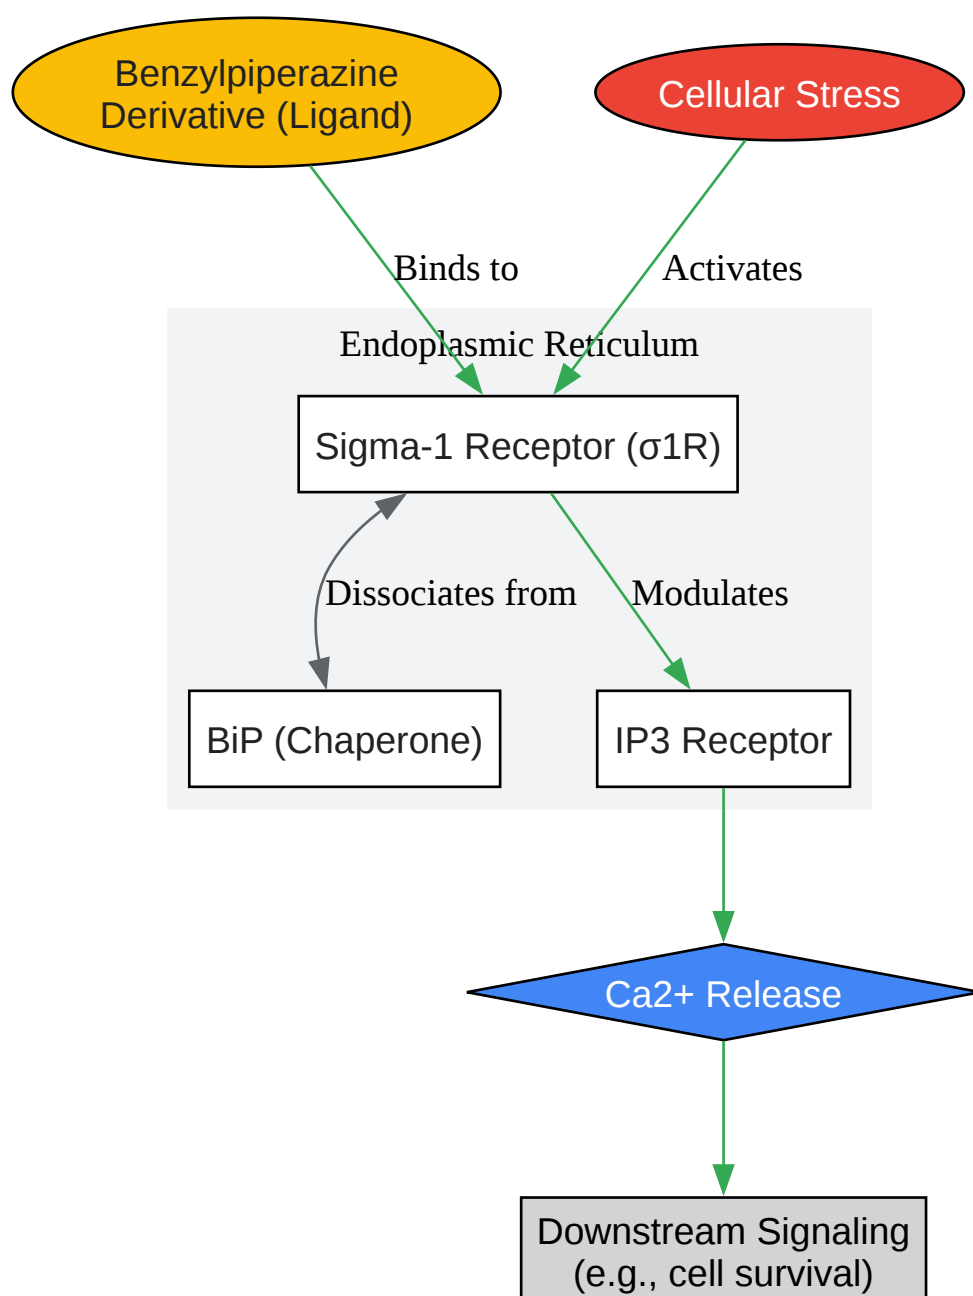 Benzylpiperazine
Derivative (Ligand)
Cellular Stress
Binds to
Activates
Endoplasmic Reticulum
Sigma-1 Receptor (σ1R)
Dissociates from
Modulates
BiP (Chaperone)
IP3 Receptor
Ca2+ Release
Downstream Signaling
(e.g., cell survival)